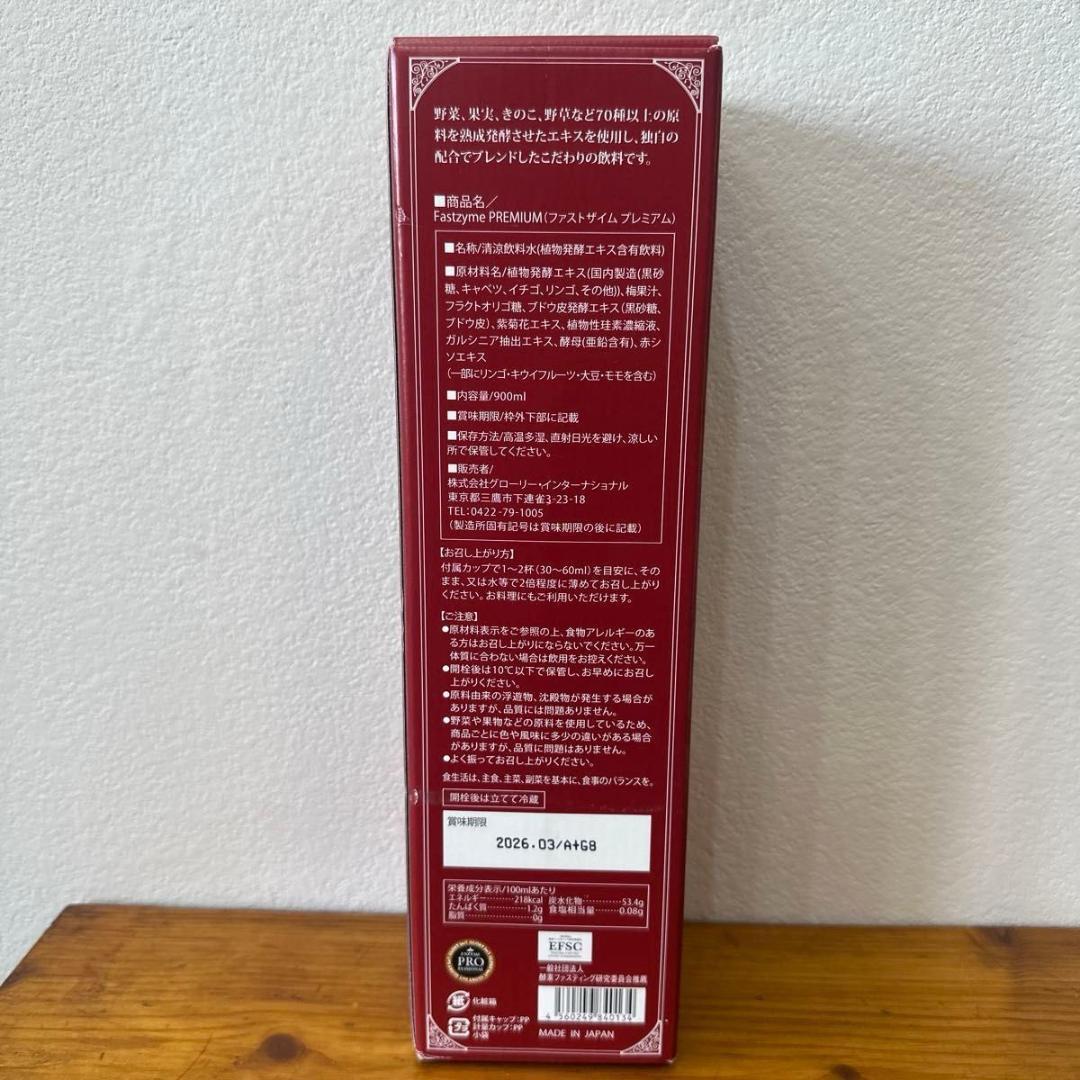 野菜、果実、きのこ、野草など70種以上の原
料を熟成発酵させたエキスを使用し、独自の
配合でブレンドしたこだわりの飲料です。
■商品名／
Fastzyme PREMIUM(ファストザイム プレミアム)
■名称/清涼飲料水(植物発酵エキス含有飲料)
■原材料名/植物発酵エキス(国内製造(黒砂
糖、キャベツ、イチゴ、リンゴ、その他))、梅果汁、
フラクトオリゴ糖、ブドウ皮発酵エキス(黒砂糖、
ブドウ皮)、紫菊花エキス、植物性珪素濃縮液、
ガルシニア抽出エキス、酵母(亜鉛含有)、赤シ
ソエキス
(一部にリンゴ・キウイフルーツ・大豆・モモを含む)
■内容量/900ml
■賞味期限/枠外下部に記載
■保存方法/高温多湿、直射日光を避け、涼しい
所で保管してください。
■販売者/
株式会社グローリー・インターナショナル
東京都三鷹市下連雀3-23-18
TEL:0422-79-1005
(製造所固有記号は賞味期限の後に記載)
【お召し上がり方】
付属カップで1〜2杯(30〜60ml)を目安に、その
まま、又は水等で2倍程度に薄めてお召し上がり
ください。お料理にもご利用いただけます。
【ご注意】
●原材料表示をご参照の上、食物アレルギーのあ
る方はお召し上がりにならないでください。万一
体質に合わない場合は飲用をお控えください。
●開栓後は10℃以下で保管し、お早めにお召し
上がりください。
●原料由来の浮遊物、沈殿物が発生する場合が
ありますが、品質には問題ありません。
●野菜や果物などの原料を使用しているため、
商品ごとに色や風味に多少の違いがある場合
がありますが、品質に問題はありません。
●よく振ってお召し上がりください。
食生活は、主食、主菜、副菜を基本に、食事のバランスを。
開栓後は立てて冷蔵
賞味期限
2026.03/A+G8
栄養成分表示/100mlあたり
エネルギー………218kcal 炭水化物………53.4g
たんぱく質………1.2g 食塩相当量……0.08g
脂質………0g
PRO
EFSC
一般社団法人
酵素ファスティング研究委員会推薦
紙 化粧箱
付属キャップ:PP
計量カップ:PP
小袋
プラ
4 560249 840134
MADE IN JAPAN